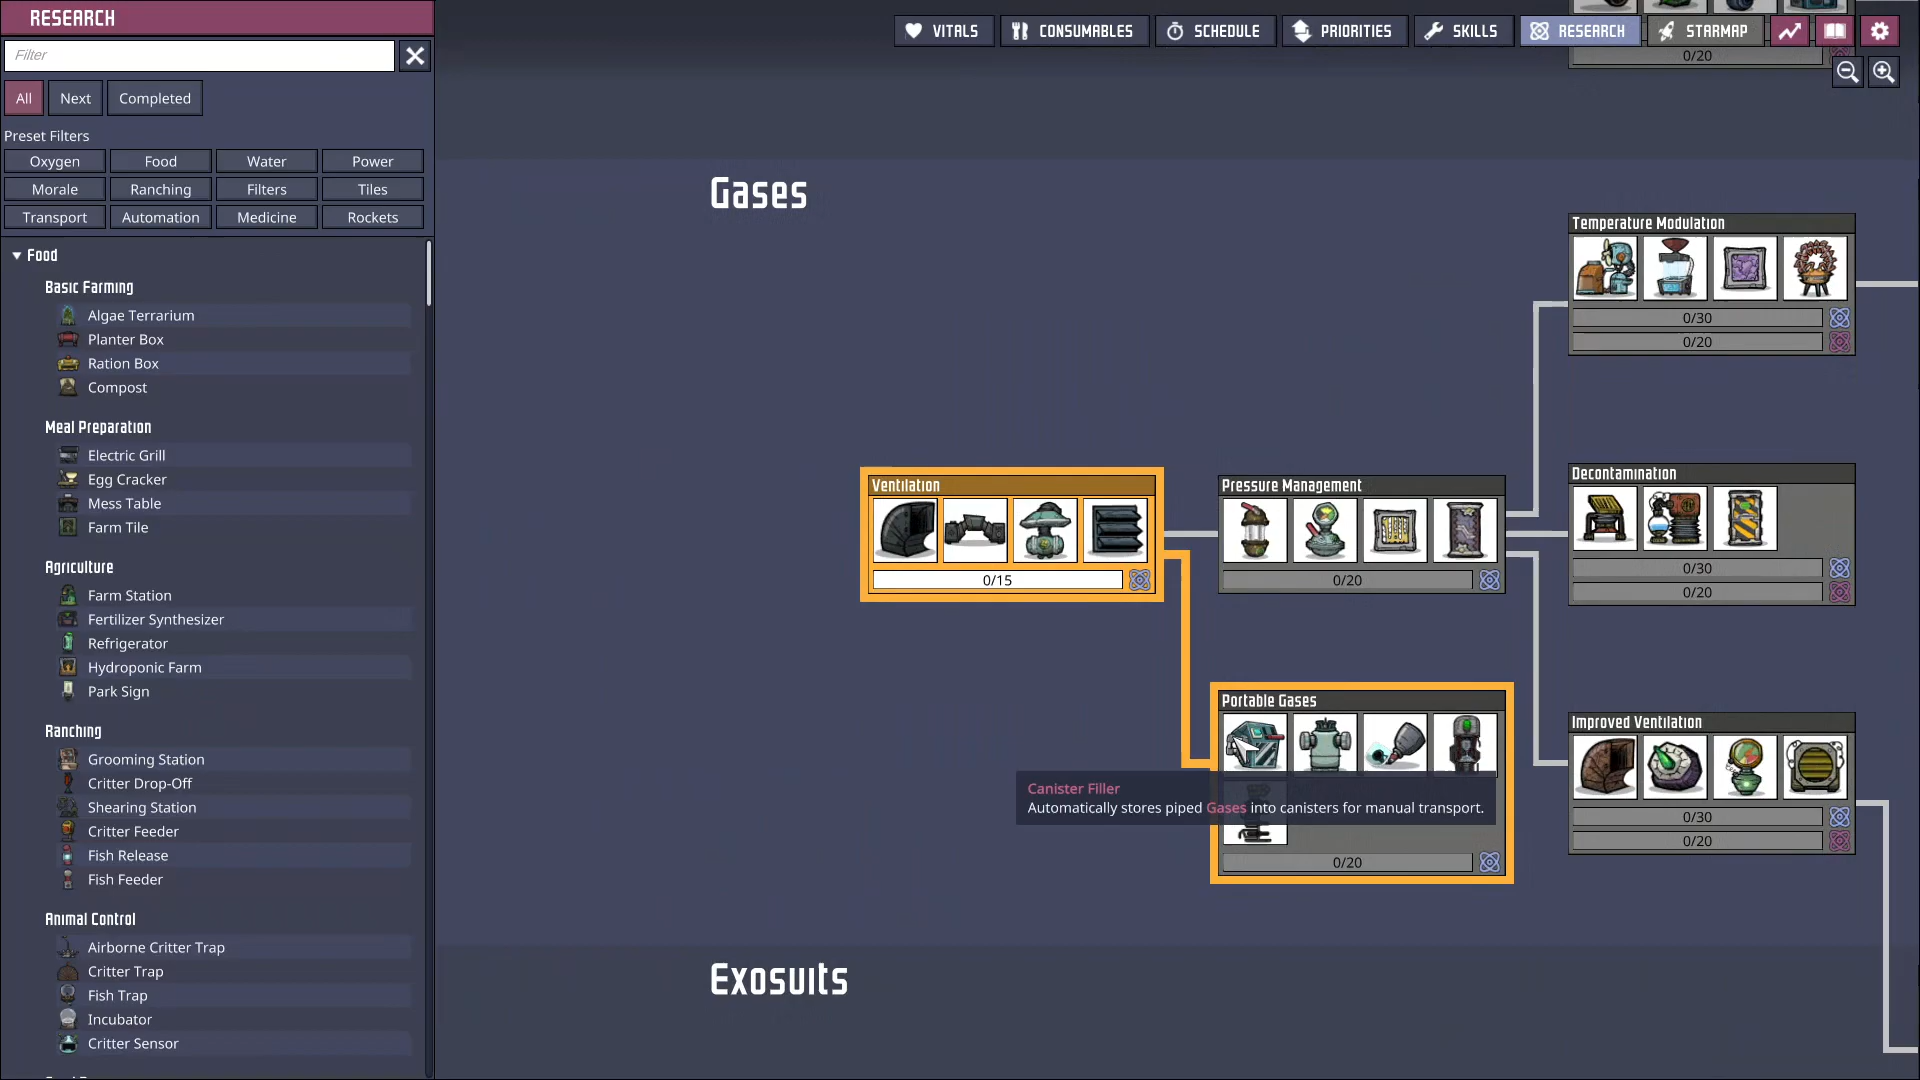 RESEARCH
VITALS
CONSUMABLES
SCHEDULE
PRIORITIES
SKILLS
RESEARCH
STARMAP
0/20
Filter
All
Next
Completed
Preset Filters
Oxygen
Food
Water
Power
Morale
Ranching
Filters
Tiles
Transport
Automation
Medicine
Rockets
Food
Basic Farming
Algae Terrarium
Planter Box
Ration Box
Compost
Meal Preparation
Electric Grill
Egg Cracker
Mess Table
Farm Tile
Agriculture
Farm Station
Fertilizer Synthesizer
Refrigerator
Hydroponic Farm
Park Sign
Ranching
Grooming Station
Critter Drop-Off
Shearing Station
Critter Feeder
Fish Release
Fish Feeder
Animal Control
Airborne Critter Trap
Critter Trap
Fish Trap
Incubator
Critter Sensor
Gases
Temperature Modulation
0/30
0/20
Ventilation
0/15
Pressure Management
0/20
Decontamination
0/30
0/20
Portable Gases
Canister Filler
Automatically stores piped Gases into canisters for manual transport.
0/20
Improved Ventilation
0/30
0/20
Exosuits